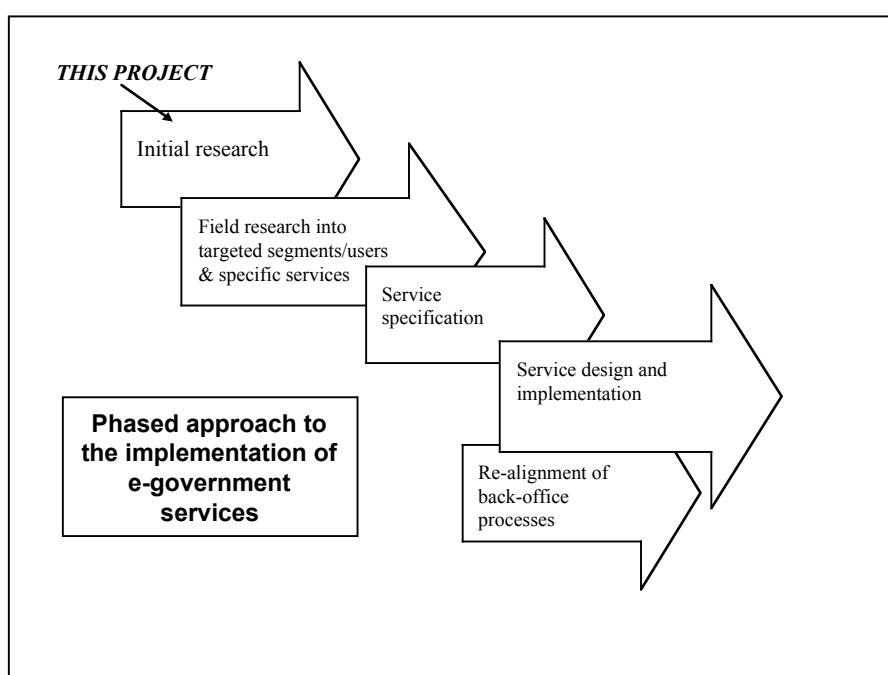 THIS PROJECT
Initial research
Field research into
targeted segments/users
& specific services
Service
specification
Service design and
implementation
Phased approach to
the implementation of
e-government
services
Re-alignment of
back-office
processes